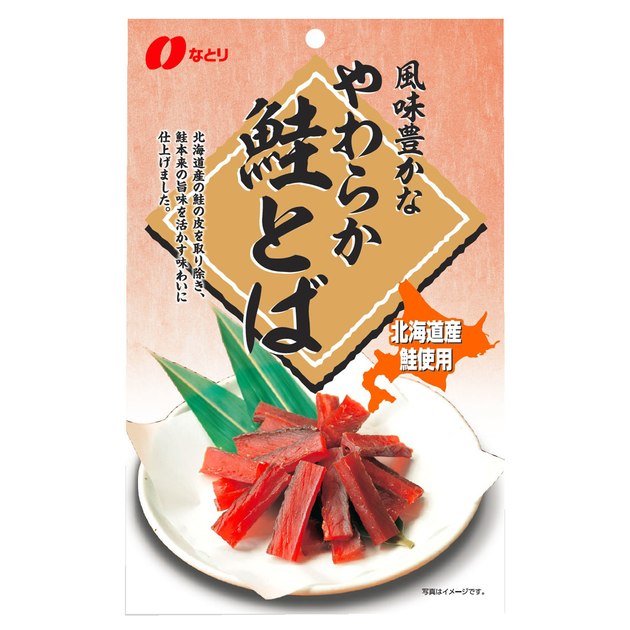 なとり
風味豊かな
やわらか
鮭とば
北海道産の鮭の皮を取り除き、
鮭本来の旨味を活かす味わいに
仕上げました。
北海道産
鮭使用
写真はイメージです。